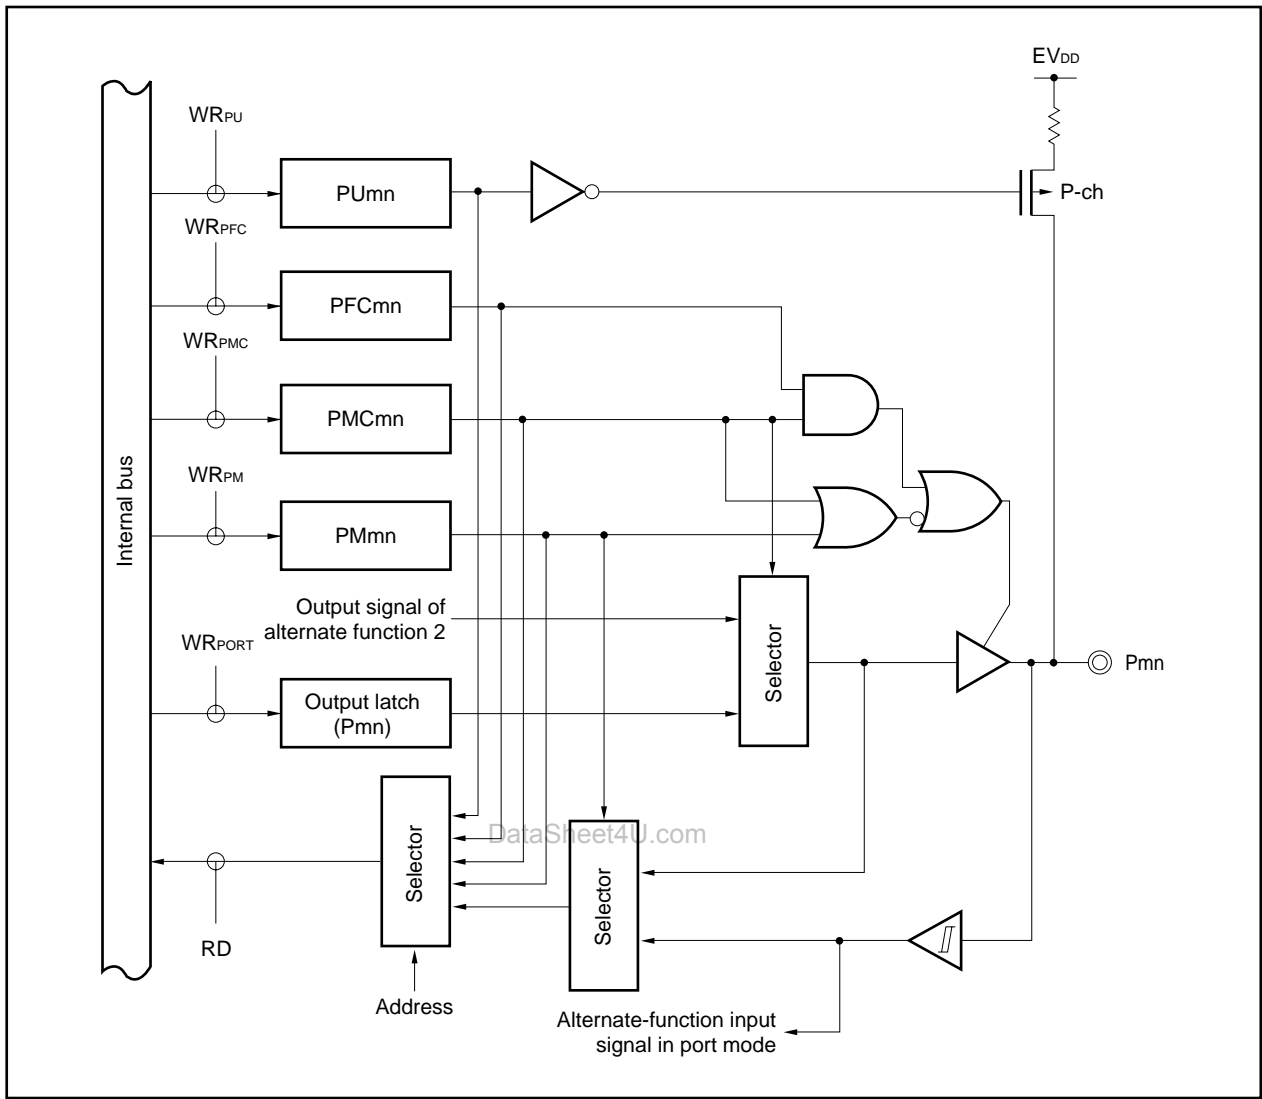 EVDD
WRPU
PUmn
P-ch
WRPFC
PFCmn
WRPMC
PMCmn
Internal bus
WRPM
PMmn
Output signal of
alternate function 2
Selector
WRPORT
Output latch
(Pmn)
Pmn
DataSheet4U.com
Selector
Selector
RD
Address
Alternate-function input
signal in port mode